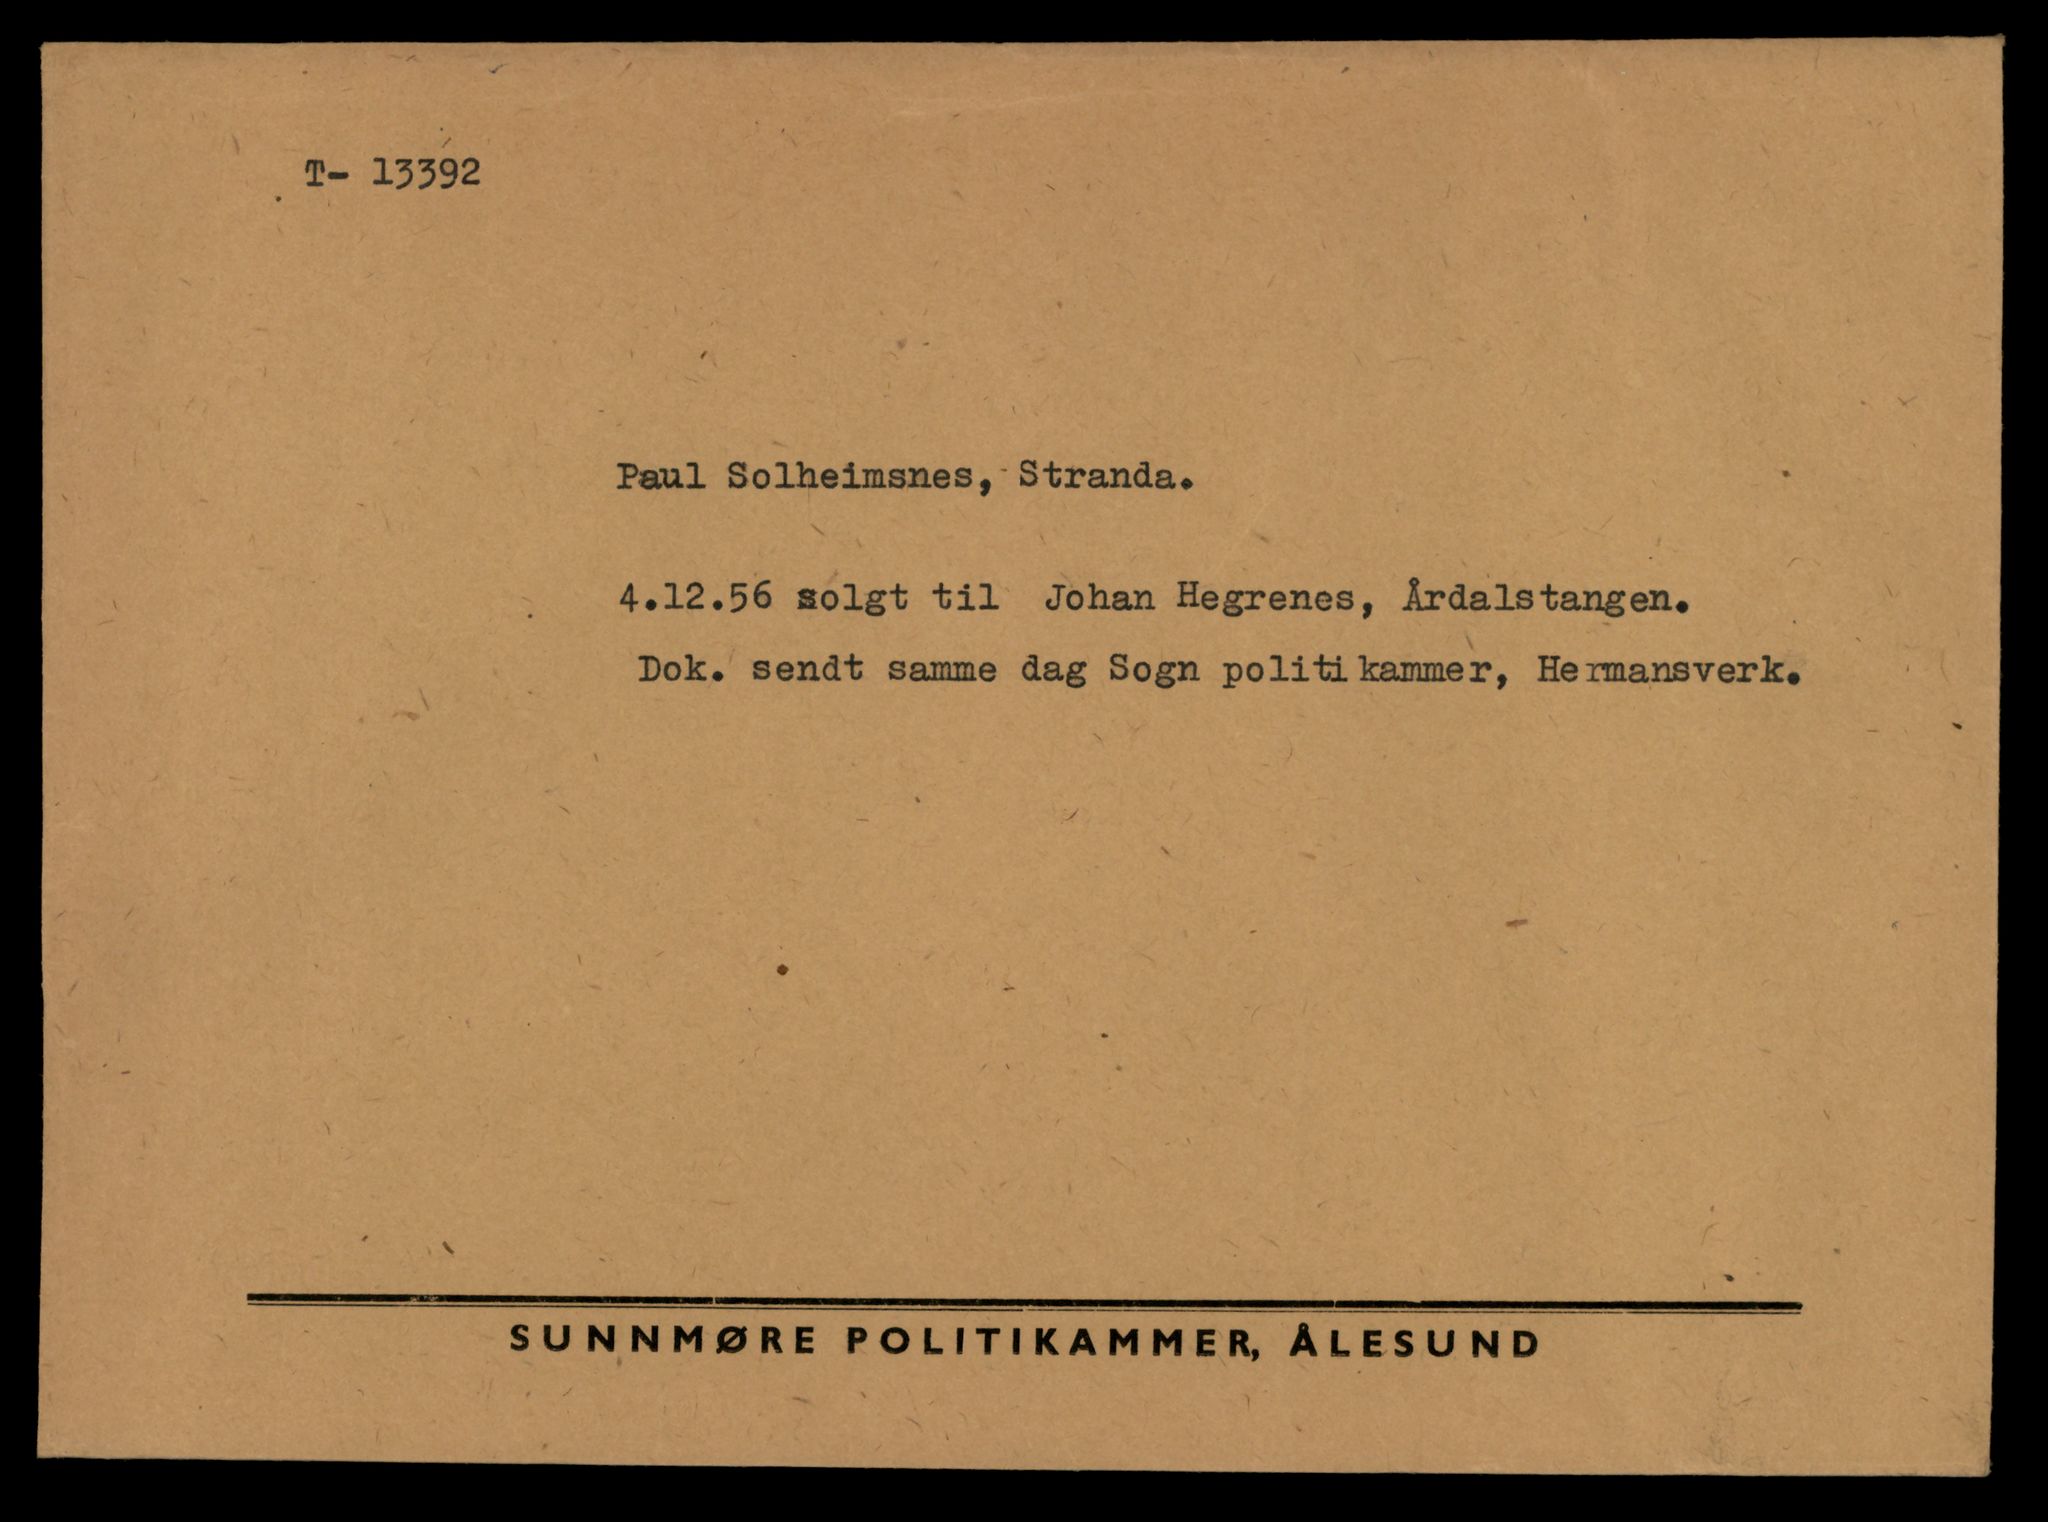 T- 13392
Paul Solheimsnes, Stranda.
4.12.56 solgt til Johan Hegrenes, Årdalstangen.
Dok. sendt samme dag Sogn politikammer, Hermansverk.
SUNNMØRE POLITIKAMMER, ÅLESUND